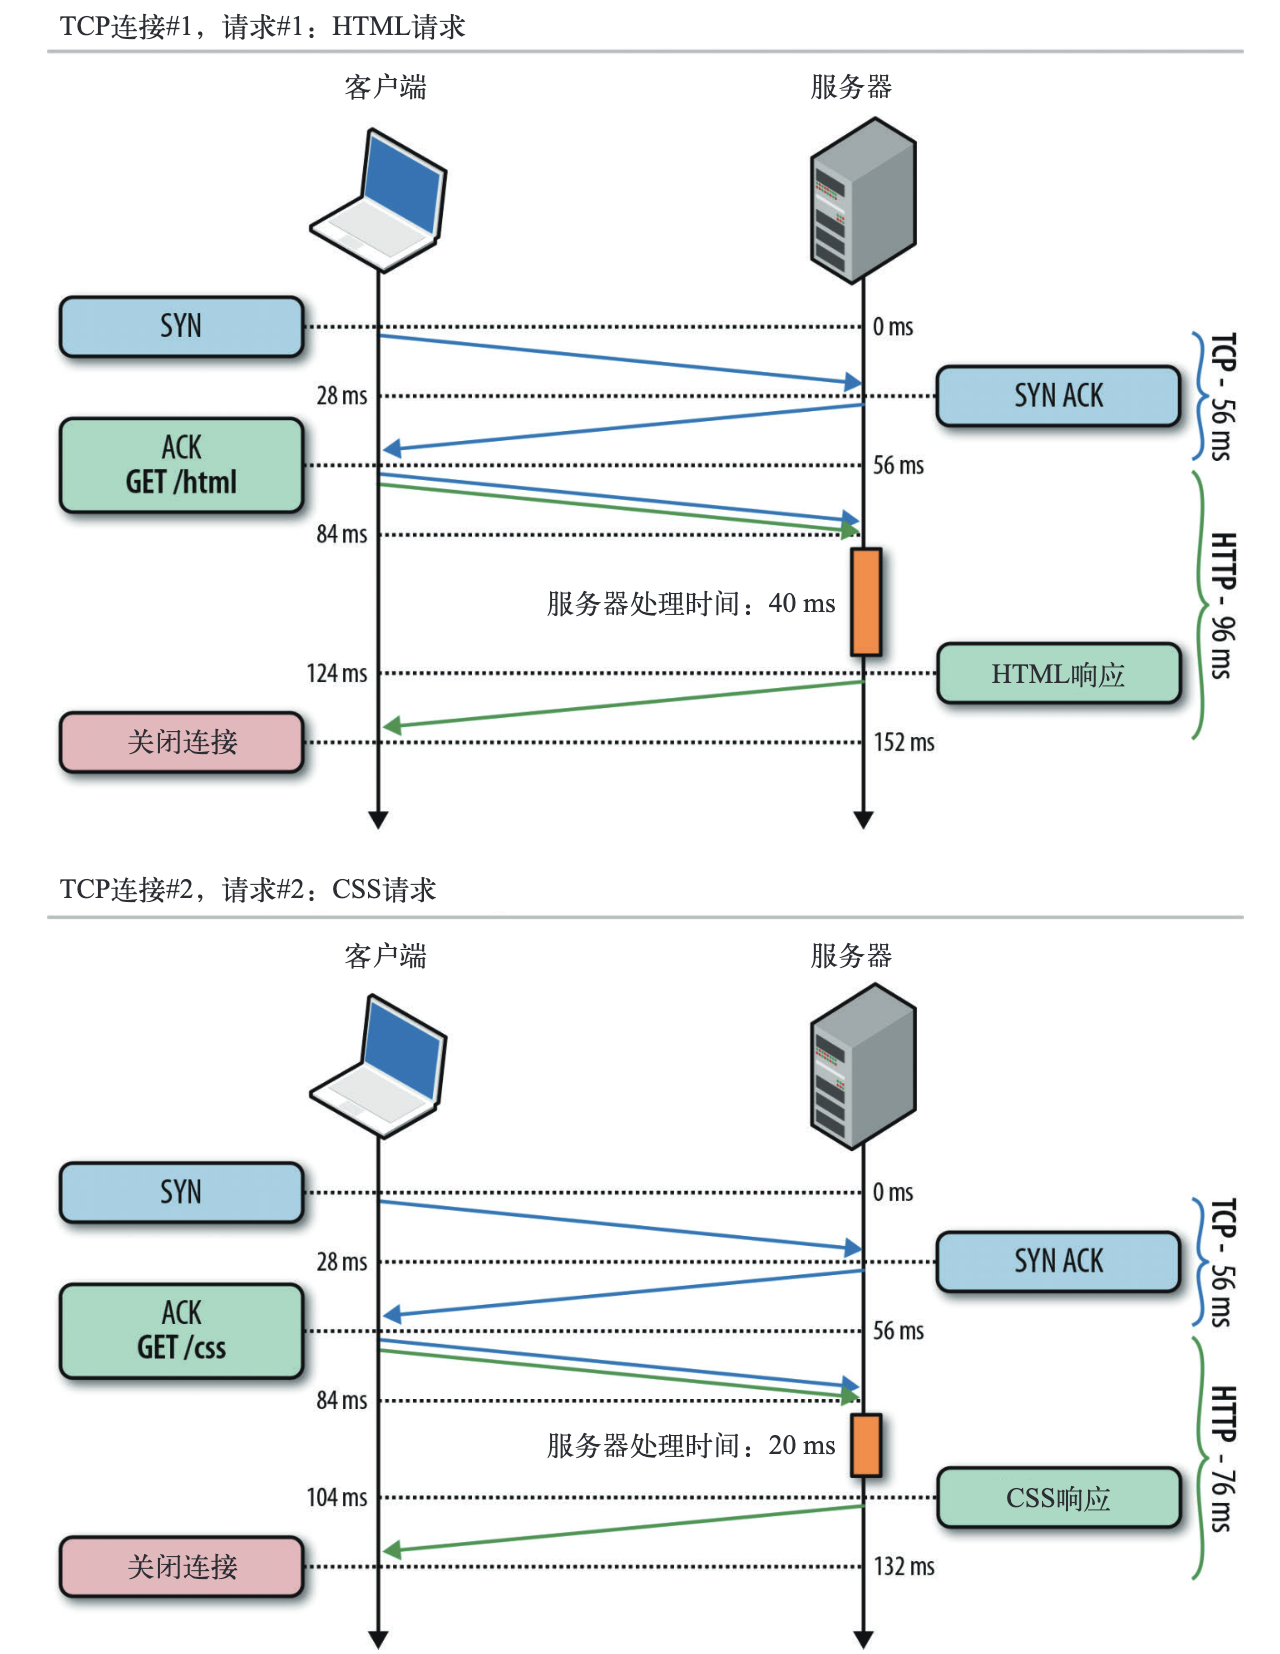 TCP连接#1，请求#1：HTML请求
客户端
服务器
SYN
0 ms
28 ms
SYN ACK
TCP - 56 ms
ACK
GET /html
56 ms
84 ms
服务器处理时间：40 ms
HTTP - 96 ms
124 ms
HTML响应
关闭连接
152 ms
TCP连接#2，请求#2：CSS请求
客户端
服务器
SYN
0 ms
28 ms
SYN ACK
TCP - 56 ms
ACK
GET /css
56 ms
84 ms
服务器处理时间：20 ms
HTTP - 76 ms
104 ms
CSS响应
关闭连接
132 ms